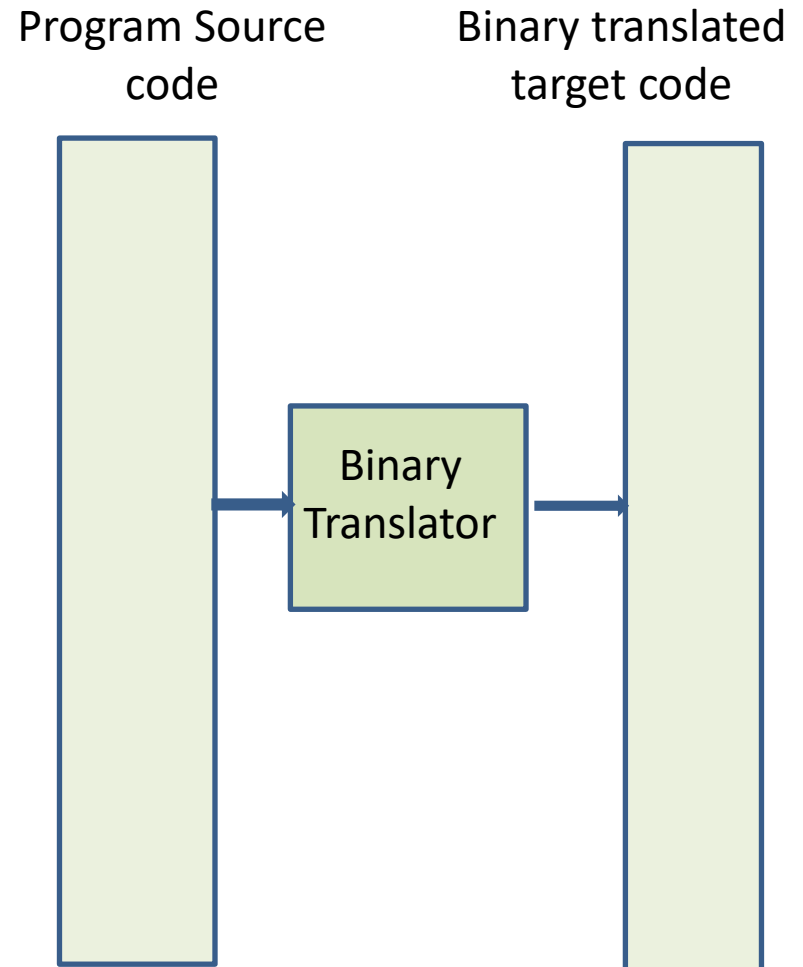 Program Source
code
Binary translated
target code
Binary
Translator